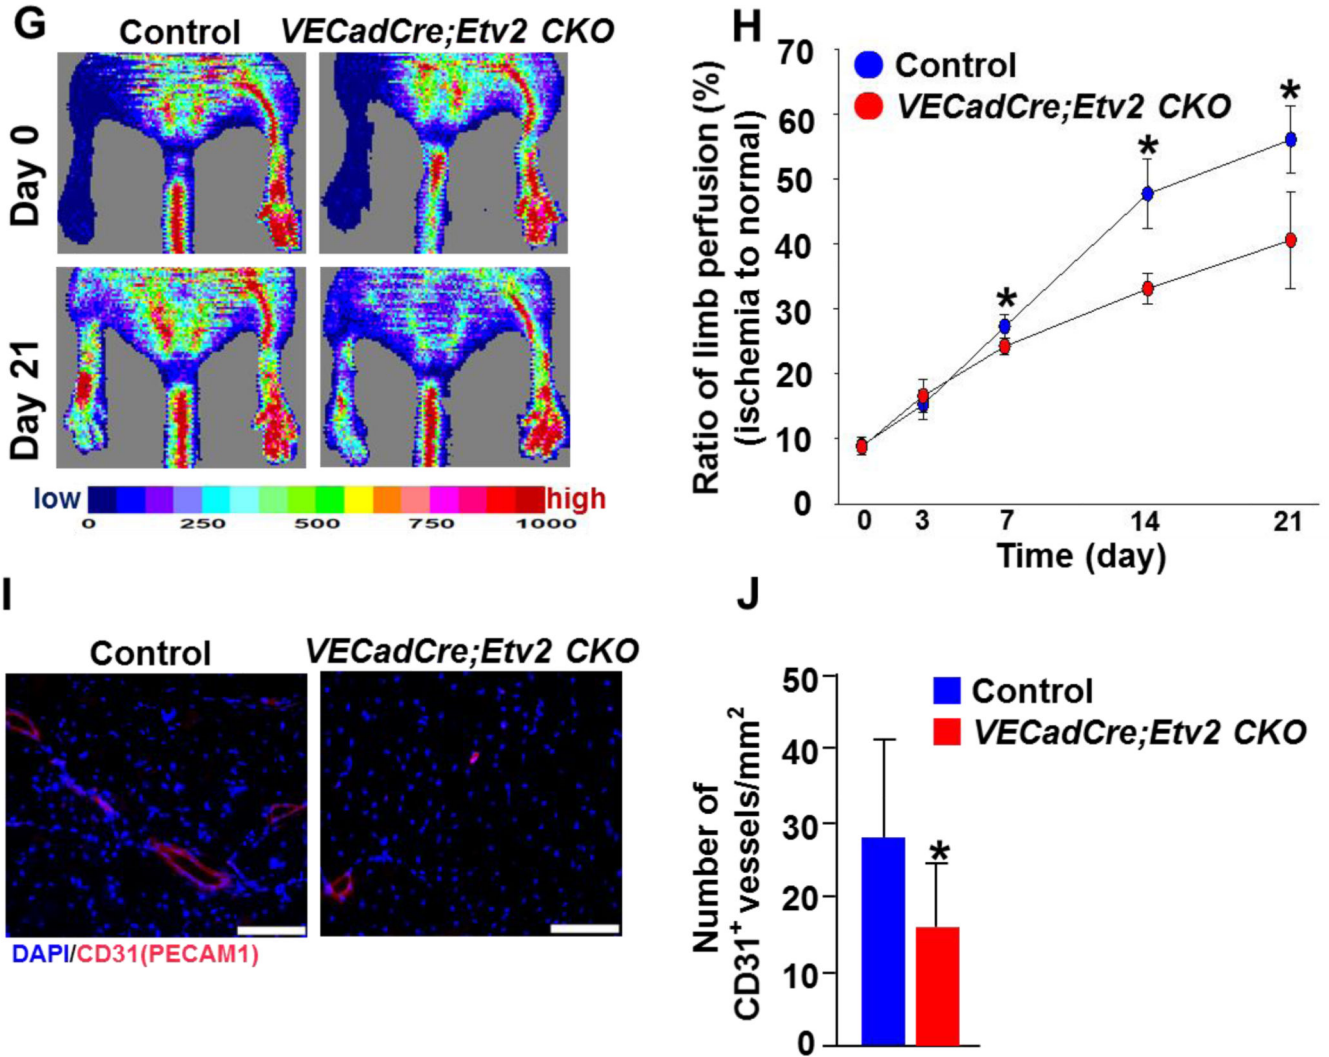 G
Control
VECadCre;Etv2 CKO
Day 0
Day 21
low
high
0 250 500 750 1000
H
Ratio of limb perfusion (%)
(ischemia to normal)
70
60
50
40
30
20
10
0
Control
VECadCre;Etv2 CKO
*
*
*
0 3 7 14 21
Time (day)
I
Control
VECadCre;Etv2 CKO
DAPI/CD31(PECAM1)
J
Number of
CD31+ vessels/mm²
50
40
30
20
10
0
Control
VECadCre;Etv2 CKO
*